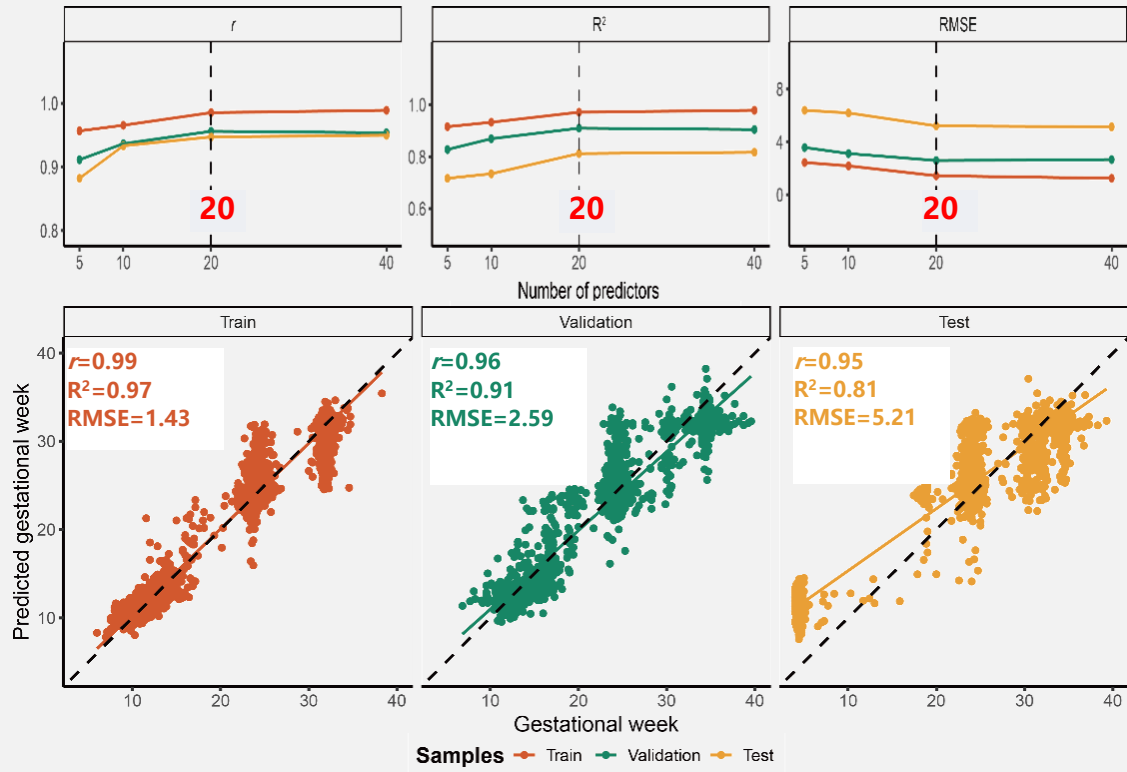 r
R²
RMSE
1.0
0.9
0.8
20
5
10
20
40
1.0
0.8
0.6
20
5
10
20
40
8
4
0
20
5
10
20
40
Number of predictors
Train
Validation
Test
r=0.99
R²=0.97
RMSE=1.43
r=0.96
R²=0.91
RMSE=2.59
r=0.95
R²=0.81
RMSE=5.21
Predicted gestational week
40
30
20
10
10
20
30
40
10
20
30
40
10
20
30
40
Gestational week
Samples Train Validation Test